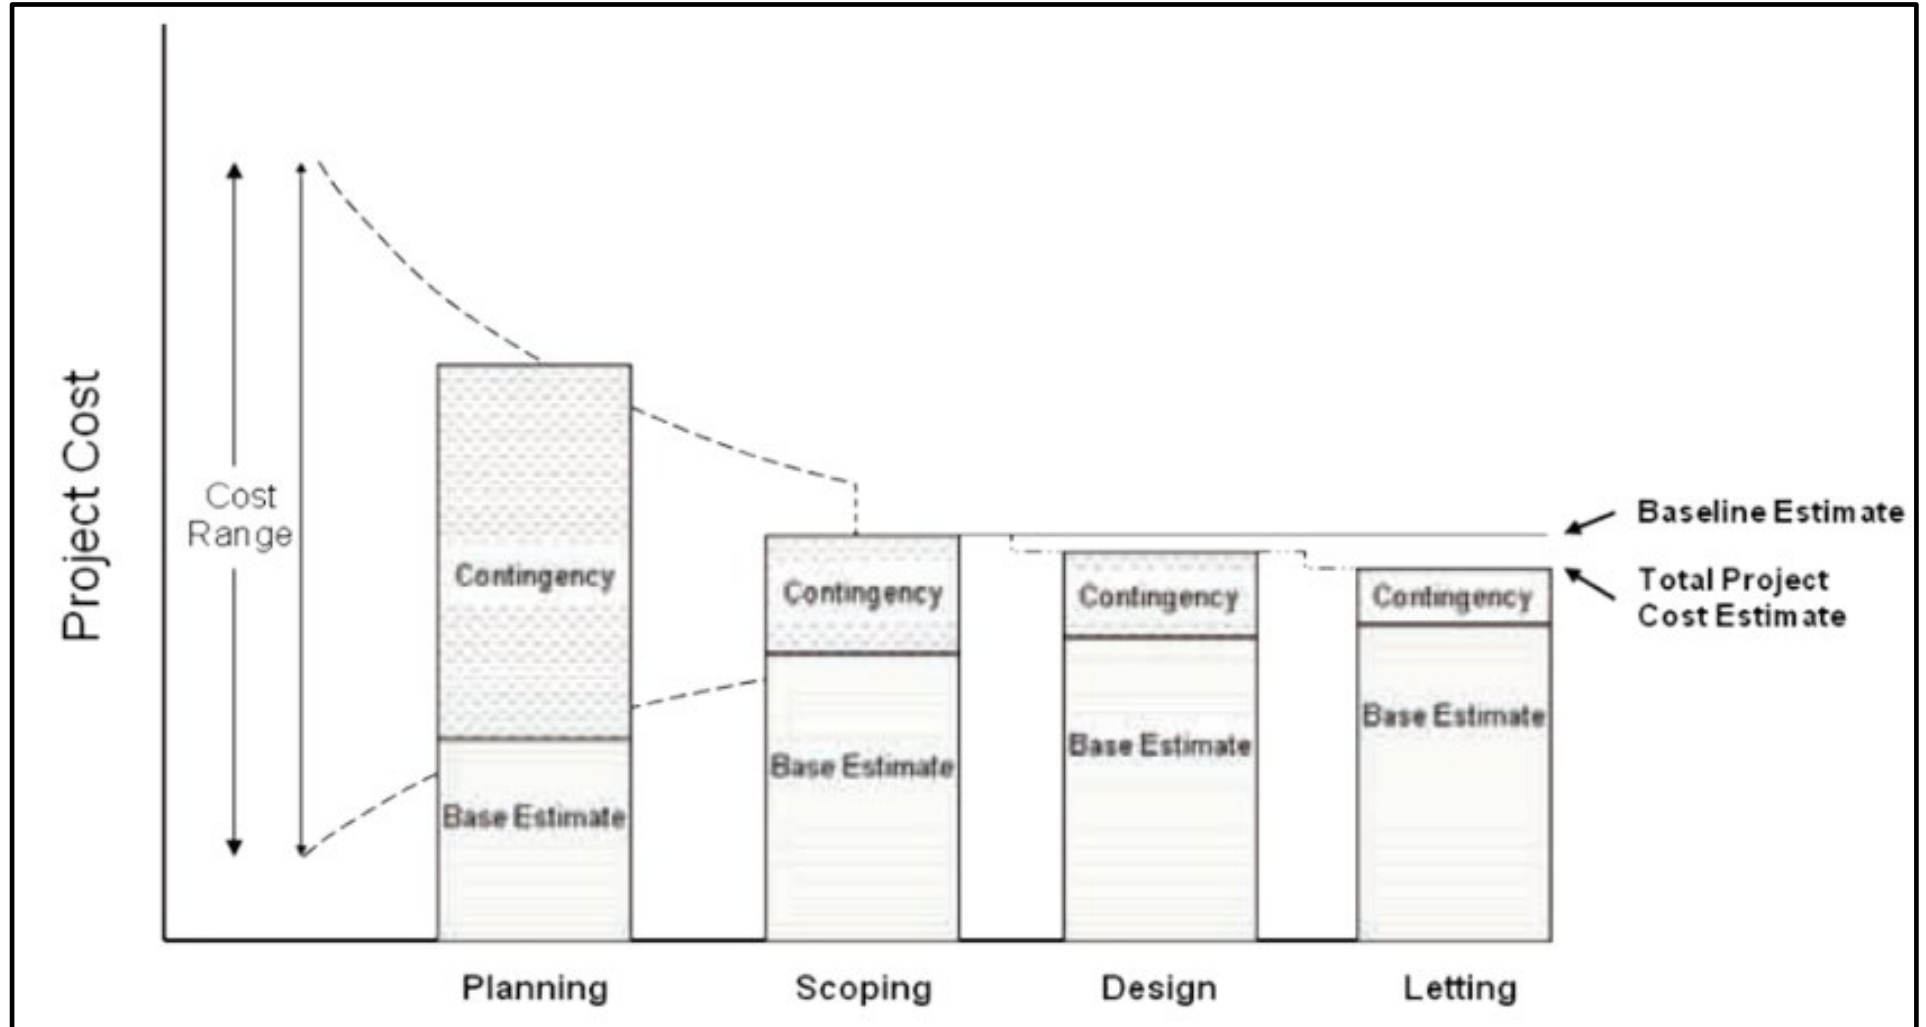 Project Cost
Cost
Range
Contingency
Base Estimate
Contingency
Base Estimate
Contingency
Base Estimate
Contingency
Base Estimate
Baseline Estimate
Total Project
Cost Estimate
Planning
Scoping
Design
Letting